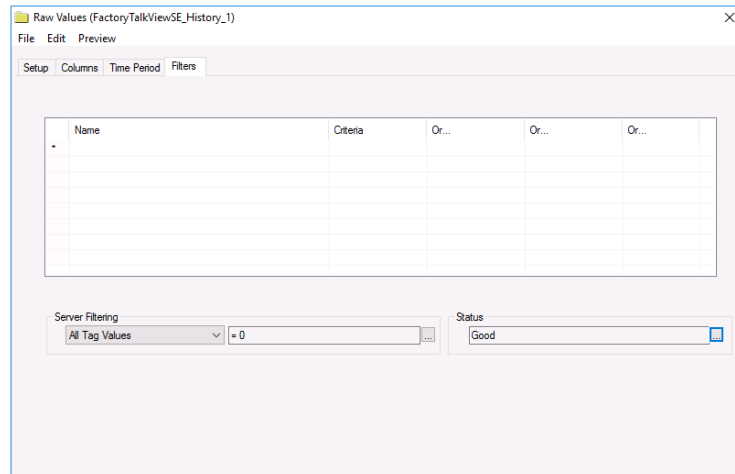 Raw Values (FactoryTalkViewSE_History_1)
File Edit Preview
Setup Columns Time Period Filters
Name Criteria Or... Or... Or...
Server Filtering Status
All Tag Values = 0 ... Good ...